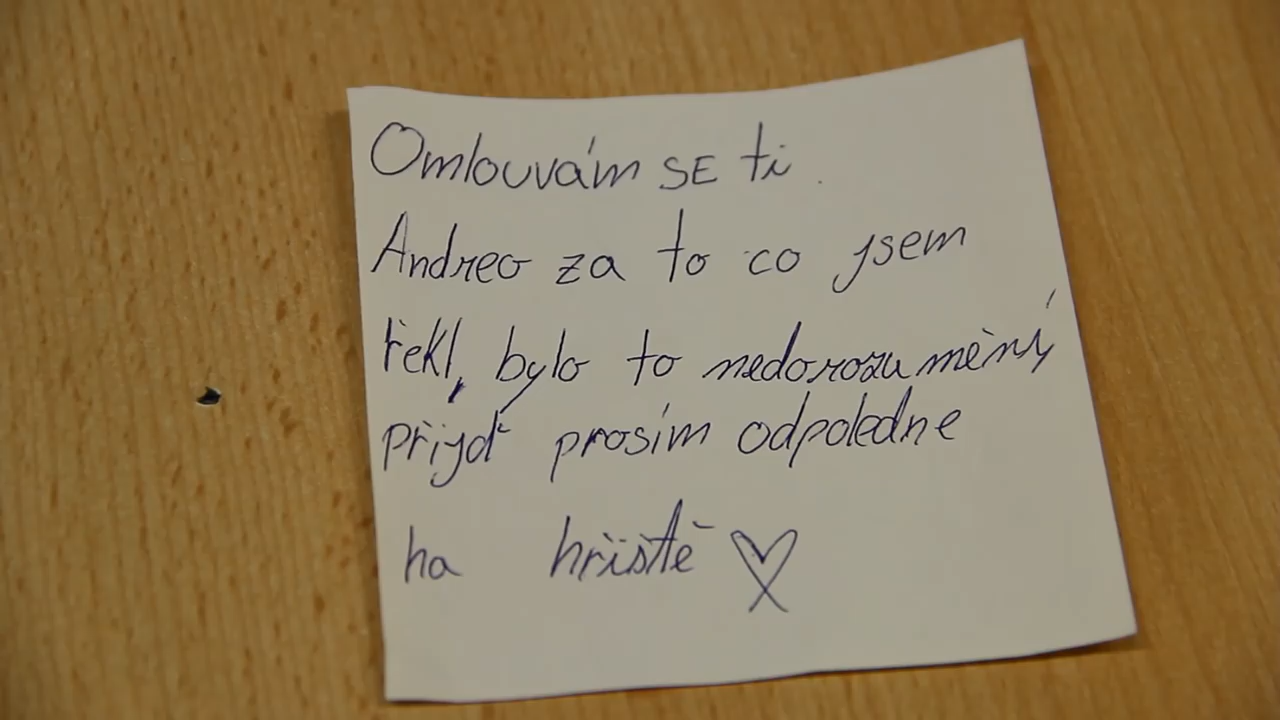 Omlouvám SE ti
Andreo za to co jsem
řekl, bylo to nedorozumění,
přijď prosím odpoledne
na hřiště